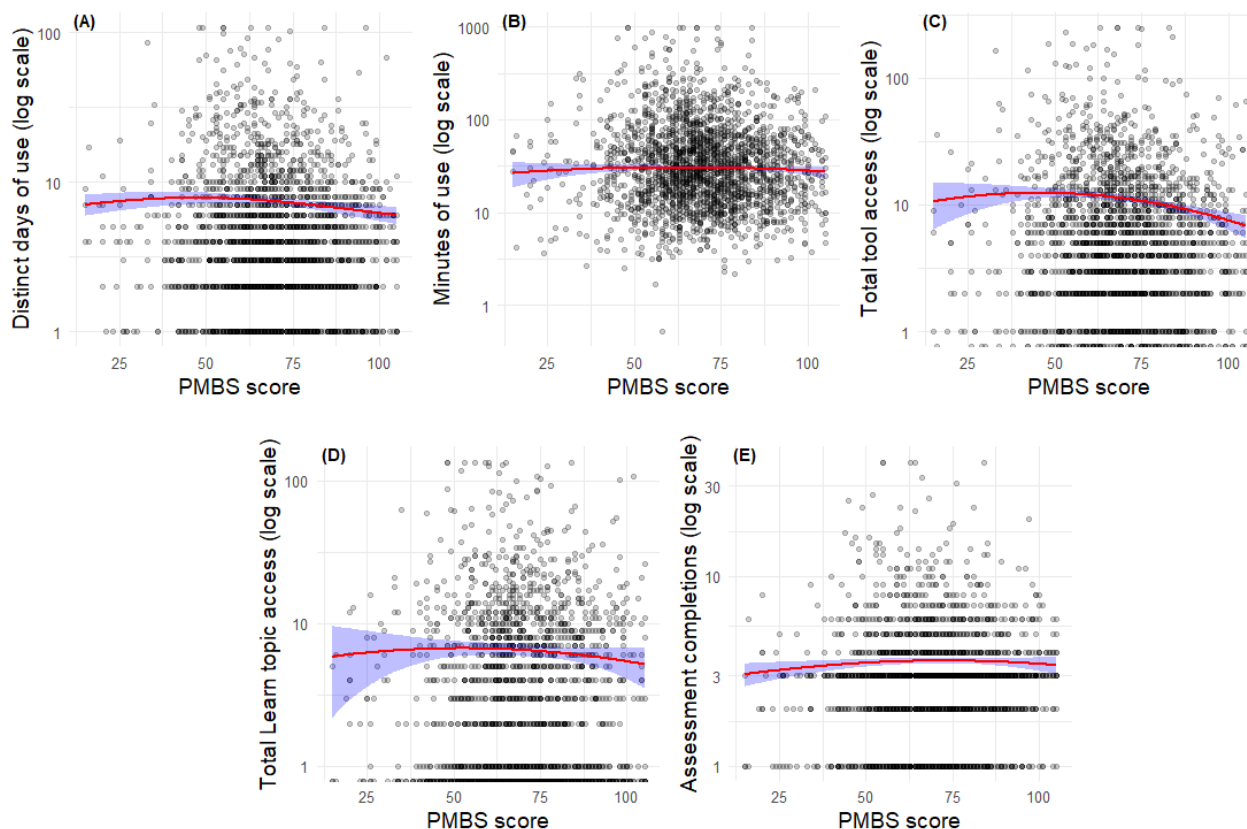 (A)
Distinct days of use (log scale)
100
10
1
25 50 75 100
PMBS score
(B)
Minutes of use (log scale)
1000
100
10
1
25 50 75 100
PMBS score
(C)
Total tool access (log scale)
100
10
1
25 50 75 100
PMBS score
(D)
Total Learn topic access (log scale)
100
10
1
25 50 75 100
PMBS score
(E)
Assessment completions (log scale)
30
10
3
1
25 50 75 100
PMBS score